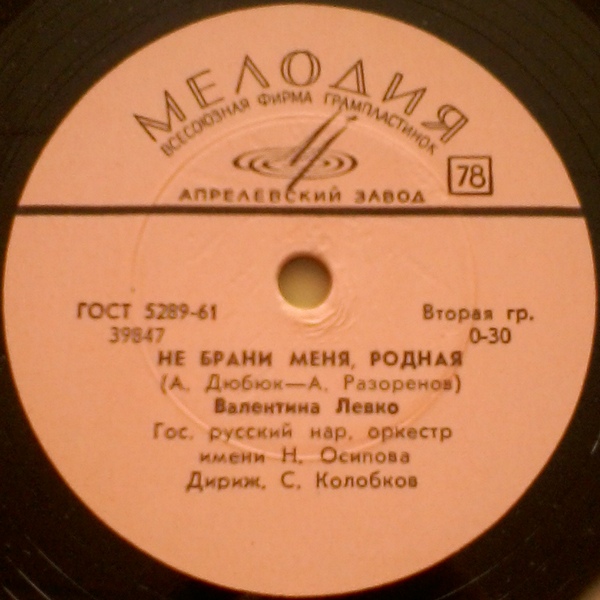 МЕЛОДИЯ
ВСЕСОЮЗНАЯ ФИРМА ГРАМПЛАСТИНОК
78
АПРЕЛЕВСКИЙ ЗАВОД
ГОСТ 5289-61 Вторая гр.
39847 0-30
НЕ БРАНИ МЕНЯ, РОДНАЯ
(А. Дюбюк—А. Разоренов)
Валентина Левко
Гос. русский нар. оркестр
имени Н. Осипова
Дириж. С. Колобков